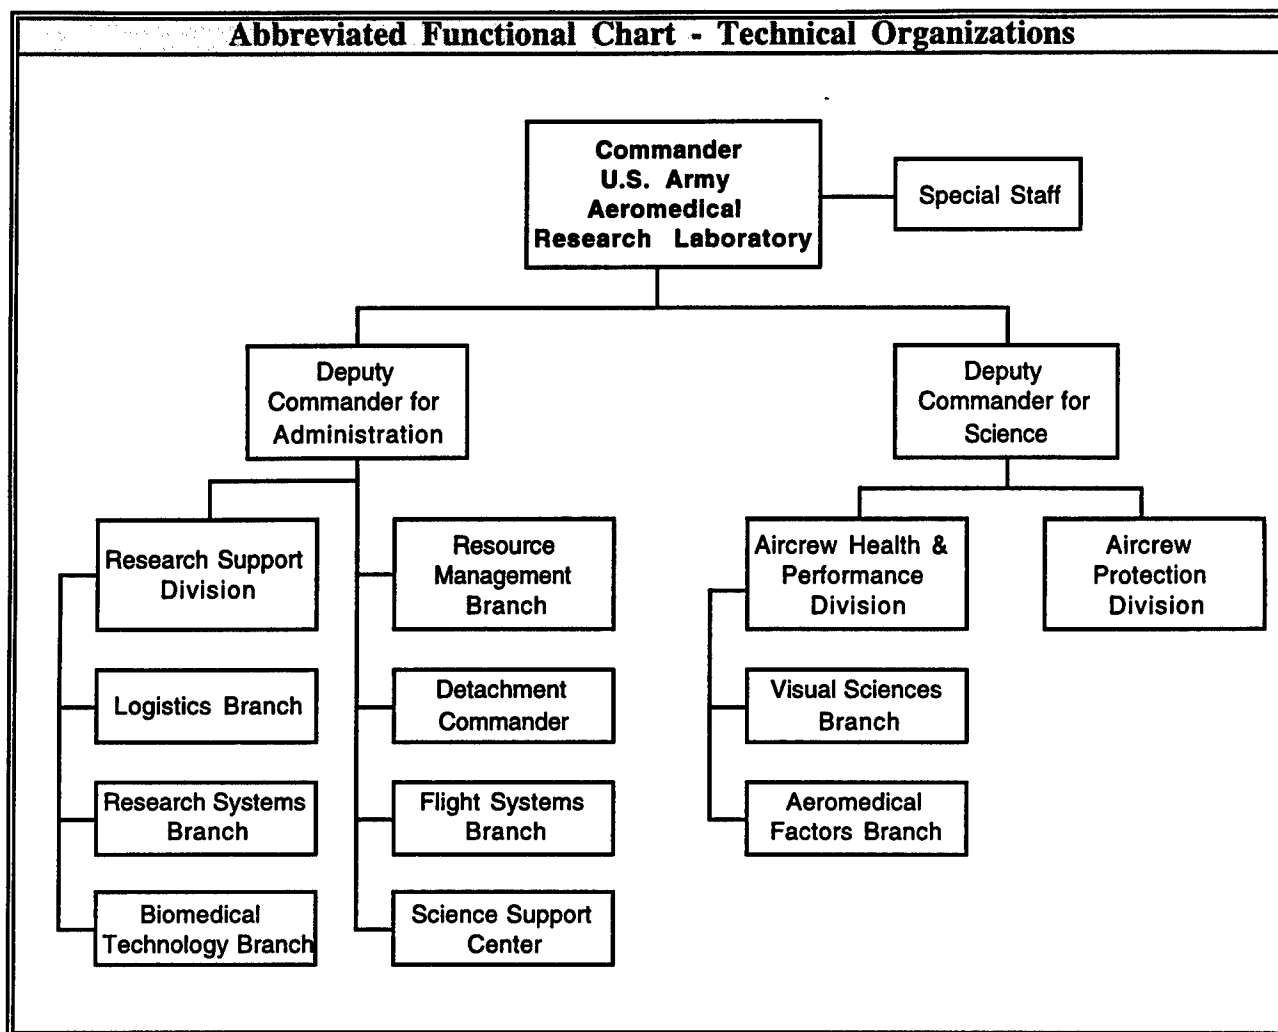 Abbreviated Functional Chart - Technical Organizations
Commander
U.S. Army
Aeromedical
Research Laboratory
Special Staff
Deputy
Commander for
Administration
Deputy
Commander for
Science
Research Support
Division
Resource
Management
Branch
Aircrew Health &
Performance
Division
Aircrew
Protection
Division
Logistics Branch
Detachment
Commander
Visual Sciences
Branch
Research Systems
Branch
Flight Systems
Branch
Aeromedical
Factors Branch
Biomedical
Technology Branch
Science Support
Center